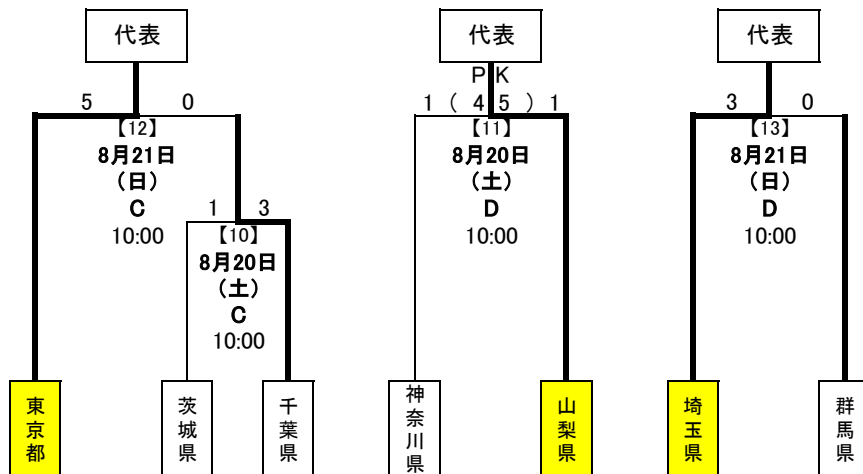 代表
代表
代表
PK
5 0
1 ( 4 5 ) 1
3 0
【12】
8月21日
（日）
C
10:00
【11】
8月20日
（土）
D
10:00
【13】
8月21日
（日）
D
10:00
1 3
【10】
8月20日
（土）
C
10:00
東京都
茨城県
千葉県
神奈川県
山梨県
埼玉県
群馬県